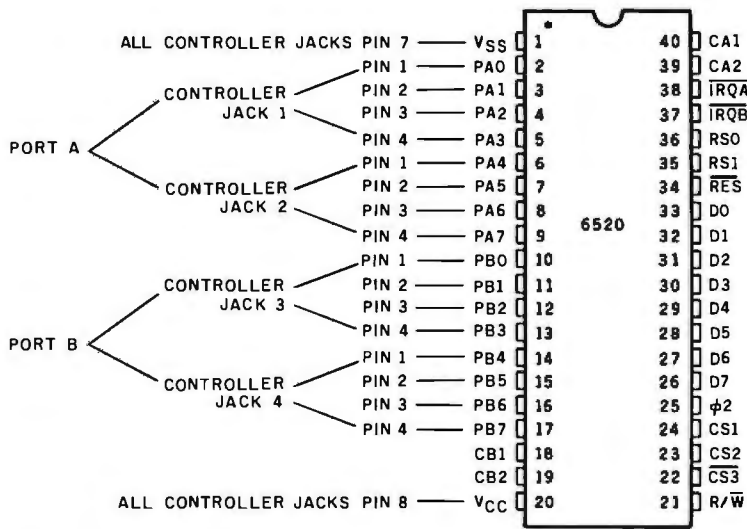 ALL CONTROLLER JACKS PIN 7 VSS 1 40 CA1
PIN 1 PA0 2 39 CA2
CONTROLLER JACK 1 PIN 2 PA1 3 38 IRQA
PIN 3 PA2 4 37 IRQB
PIN 4 PA3 5 36 RS0
PORT A
PIN 1 PA4 6 35 RS1
CONTROLLER JACK 2 PIN 2 PA5 7 34 RES
PIN 3 PA6 8 33 D0
6520
PIN 4 PA7 9 32 D1
PIN 1 PB0 10 31 D2
CONTROLLER JACK 3 PIN 2 PB1 11 30 D3
PIN 3 PB2 12 29 D4
PIN 4 PB3 13 28 D5
PORT B
PIN 1 PB4 14 27 D6
CONTROLLER JACK 4 PIN 2 PB5 15 26 D7
PIN 3 PB6 16 25 ϕ2
PIN 4 PB7 17 24 CS1
CB1 18 23 CS2
CB2 19 22 CS3
ALL CONTROLLER JACKS PIN 8 VCC 20 21 R/W